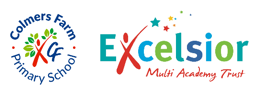 Colmers Farm
CF
Primary School
Excelsior
Multi Academy Trust